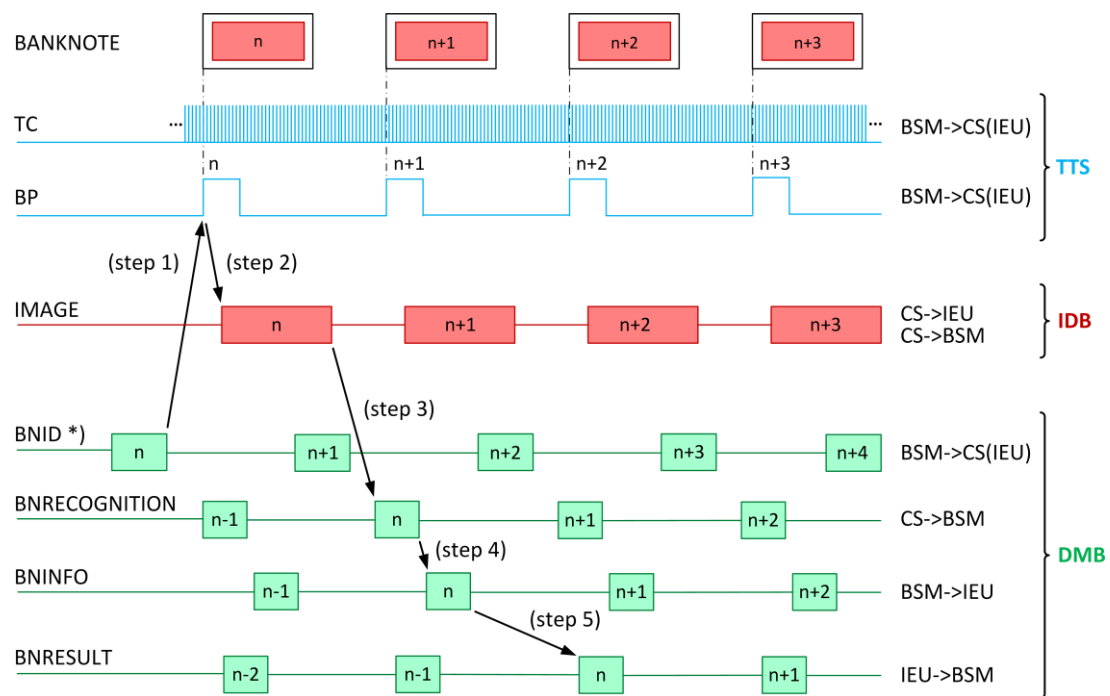 BANKNOTE n n+1 n+2 n+3
TC ... ... BSM->CS(IEU)
n n+1 n+2 n+3 TTS
BP BSM->CS(IEU)
(step 1) (step 2)
IMAGE n n+1 n+2 n+3 CS->IEU IDB
CS->BSM
(step 3)
BNID *) n n+1 n+2 n+3 n+4 BSM->CS(IEU)
BNRECOGNITION n-1 n n+1 n+2 CS->BSM
(step 4) DMB
BNINFO n-1 n n+1 n+2 BSM->IEU
(step 5)
BNRESULT n-2 n-1 n n+1 IEU->BSM